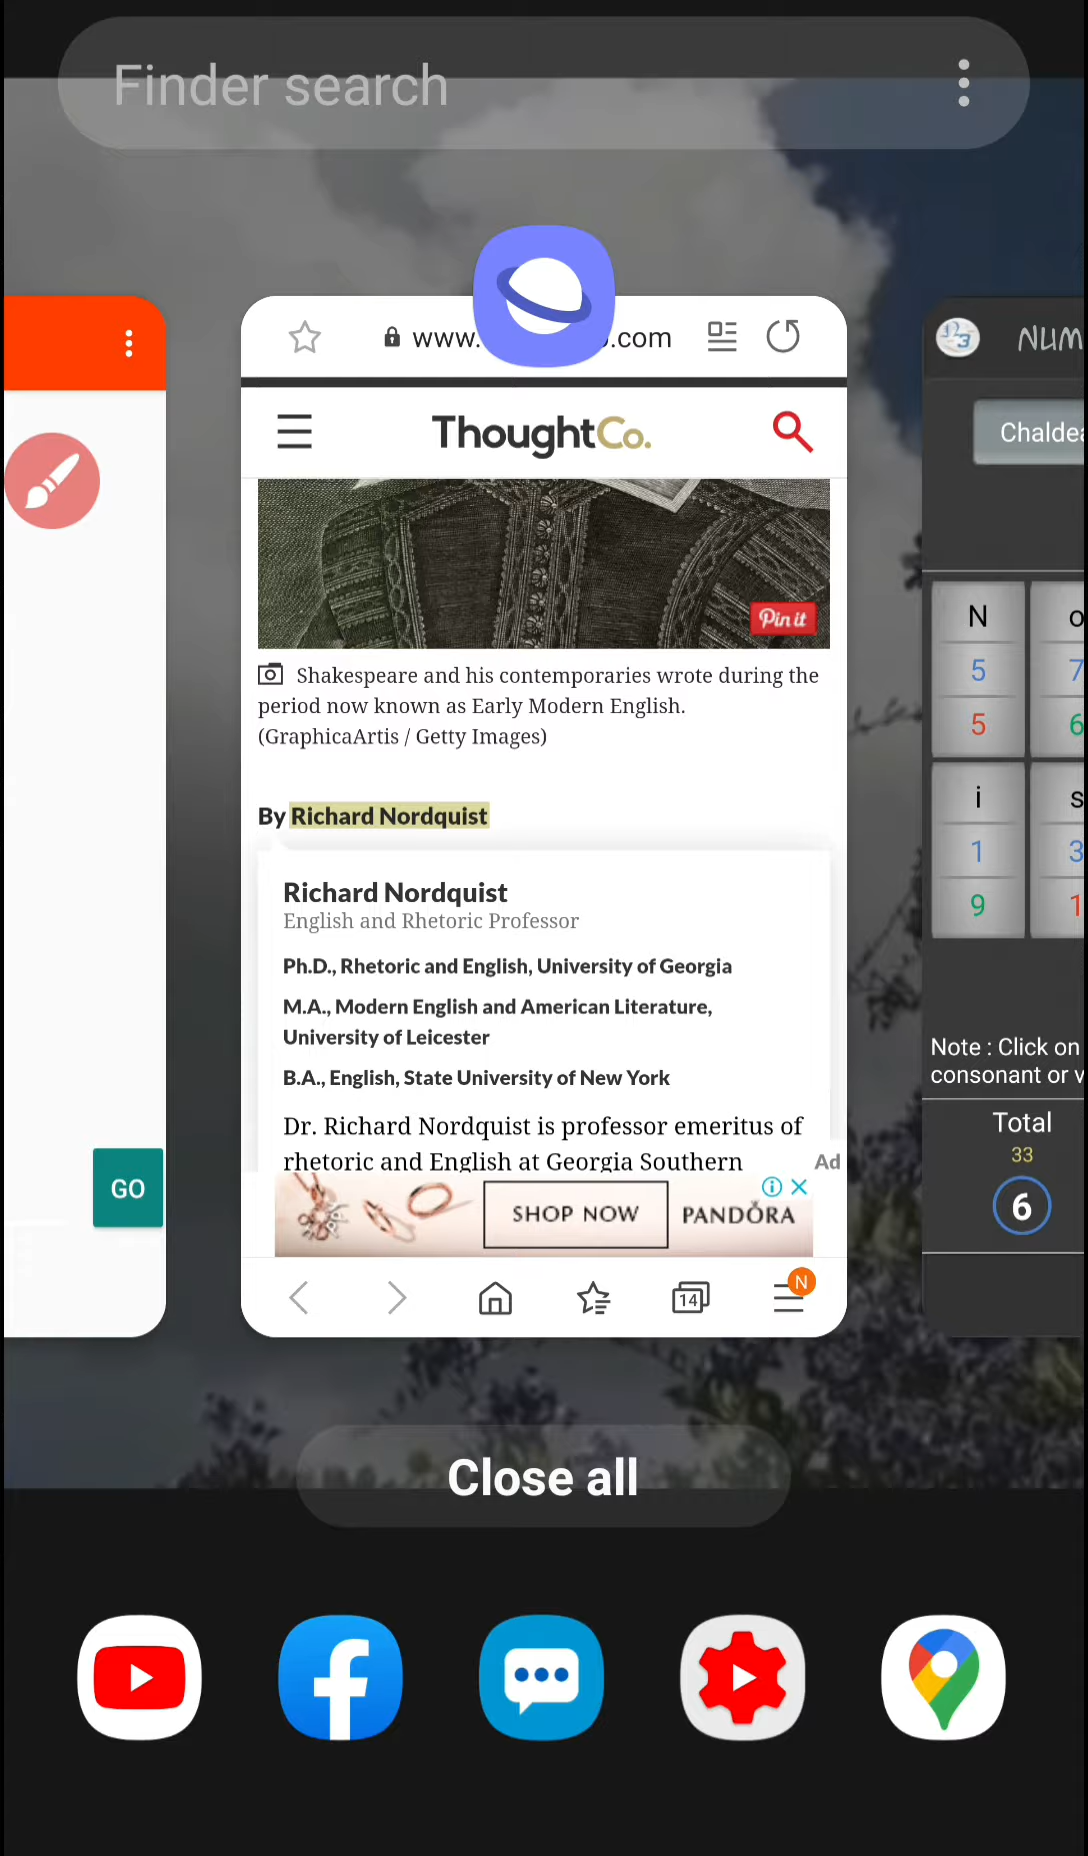 Finder search
www.
.com
ThoughtCo.
Pin it
Shakespeare and his contemporaries wrote during the
period now known as Early Modern English.
(GraphicaArtis / Getty Images)
By Richard Nordquist
Richard Nordquist
English and Rhetoric Professor
Ph.D., Rhetoric and English, University of Georgia
M.A., Modern English and American Literature,
University of Leicester
B.A., English, State University of New York
Dr. Richard Nordquist is professor emeritus of
rhetoric and English at Georgia Southern
Ad
SHOP NOW
PANDÖRA
14
N
GO
NUM
N
5
5
o
7
6
i
1
9
s
3
1
Note : Click on
consonant or
Total
33
6
Close all